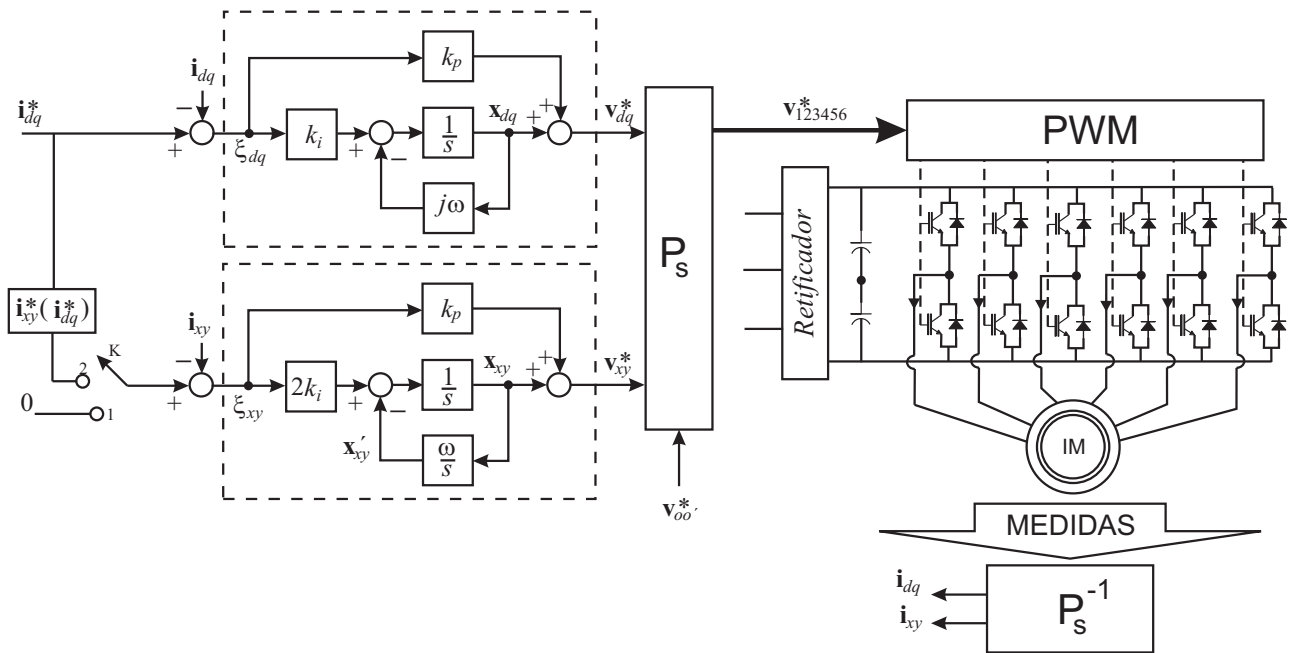 i*dq
idq
−
+
ξdq
ki
+
−
1/s
jω
xdq
kp
+
+
v*dq
i*xy(i*dq)
K
2
0
1
ixy
−
+
ξxy
2ki
+
−
1/s
ω/s
x′xy
xxy
kp
+
+
v*xy
Ps
v*oo′
v*123456
PWM
Retificador
IM
MEDIDAS
idq
ixy
Ps⁻¹